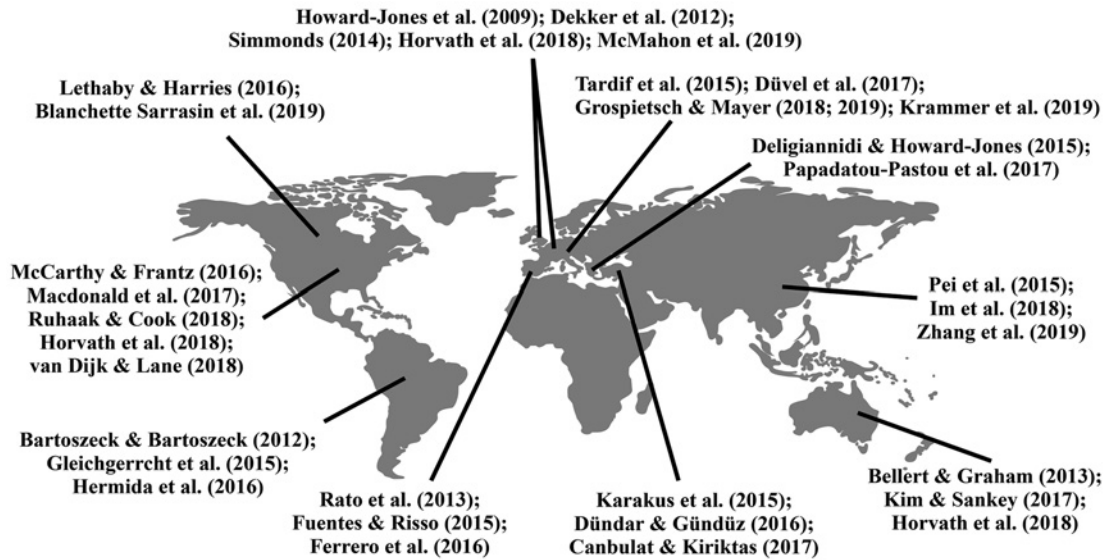 Howard-Jones et al. (2009); Dekker et al. (2012);
Simmonds (2014); Horvath et al. (2018); McMahon et al. (2019)
Lethaby & Harries (2016);
Blanchette Sarrasin et al. (2019)
Tardif et al. (2015); Düvel et al. (2017);
Grospietsch & Mayer (2018; 2019); Krammer et al. (2019)
Deligiannidi & Howard-Jones (2015);
Papadatou-Pastou et al. (2017)
McCarthy & Frantz (2016);
Macdonald et al. (2017);
Ruhaak & Cook (2018);
Horvath et al. (2018);
van Dijk & Lane (2018)
Pei et al. (2015);
Im et al. (2018);
Zhang et al. (2019)
Bartoszeck & Bartoszeck (2012);
Gleichgerrcht et al. (2015);
Hermida et al. (2016)
Rato et al. (2013);
Fuentes & Risso (2015);
Ferrero et al. (2016)
Karakus et al. (2015);
Dündar & Gündüz (2016);
Canbulat & Kiriktas (2017)
Bellert & Graham (2013);
Kim & Sankey (2017);
Horvath et al. (2018)